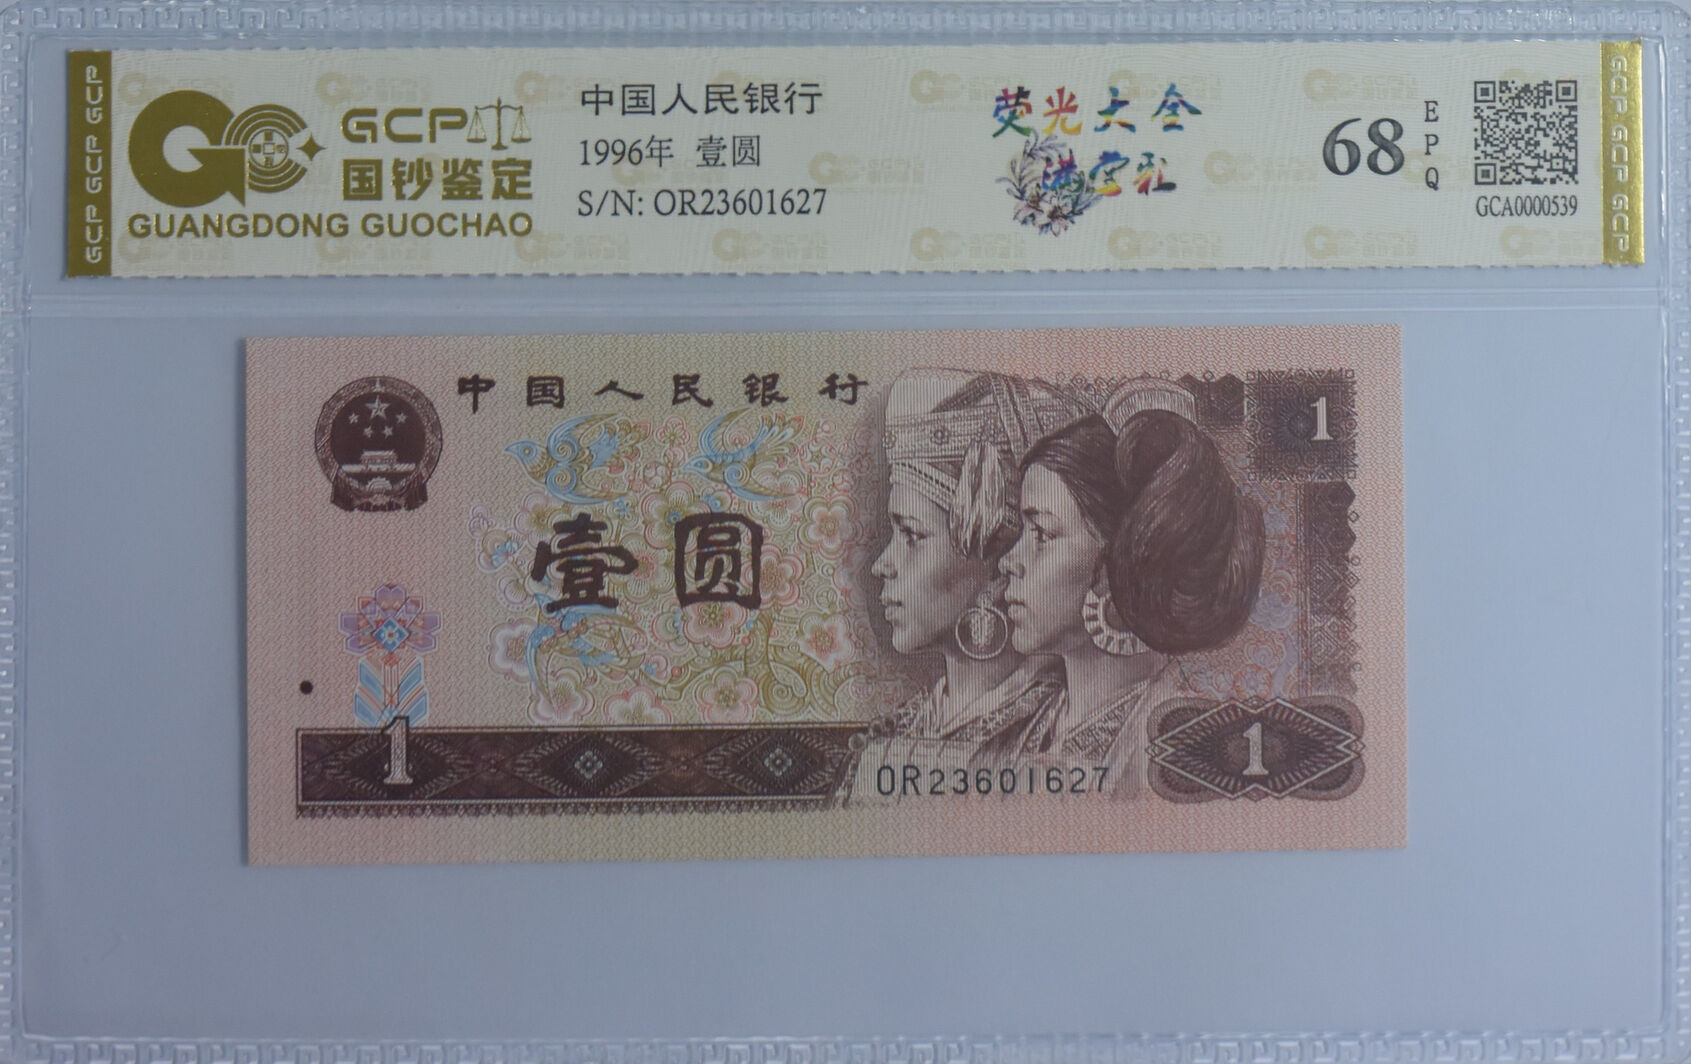 GCP GCP GCP
GCP
国钞鉴定
GUANGDONG GUOCHAO
中国人民银行
1996年 壹圆
S/N: OR23601627
荧光大全
满堂彩
68
EPQ
GCA0000539
GCP GCP GCP
中国人民银行
1
壹圆
1
OR23601627
1